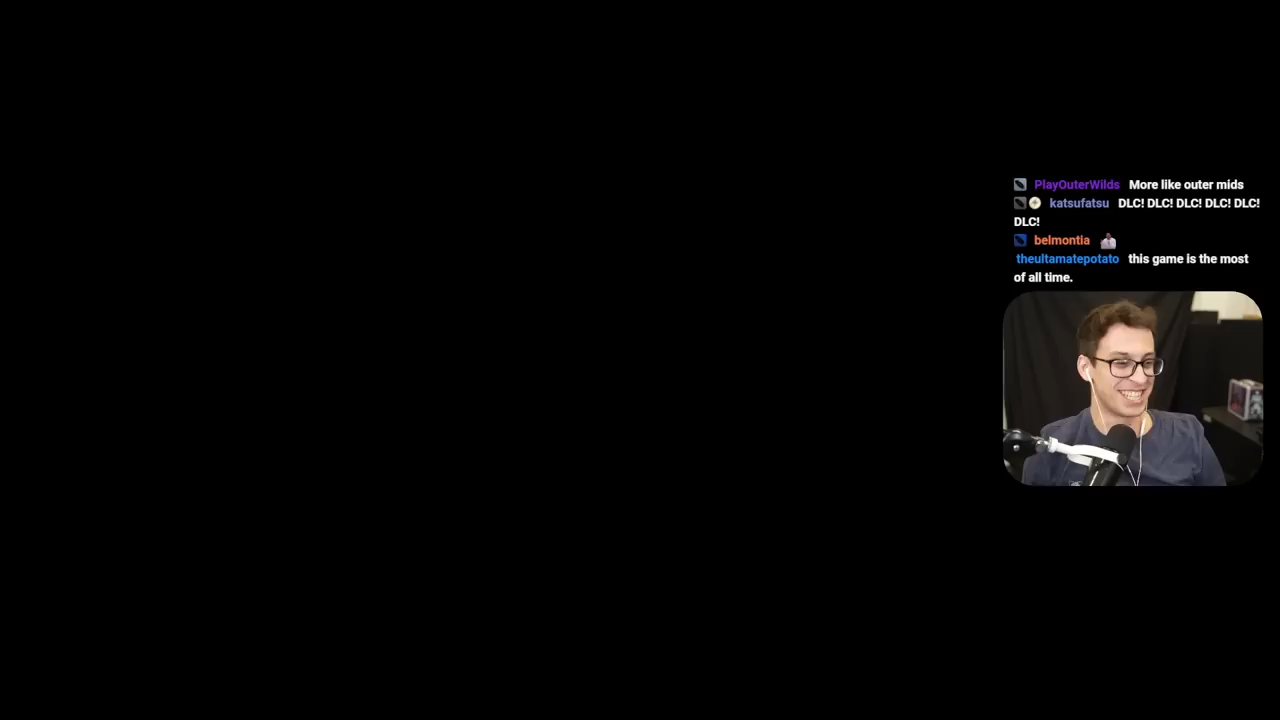 PlayOuterWilds More like outer mids
katsufatsu DLC! DLC! DLC! DLC! DLC!
DLC!
belmontia
theultamatepotato this game is the most
of all time.